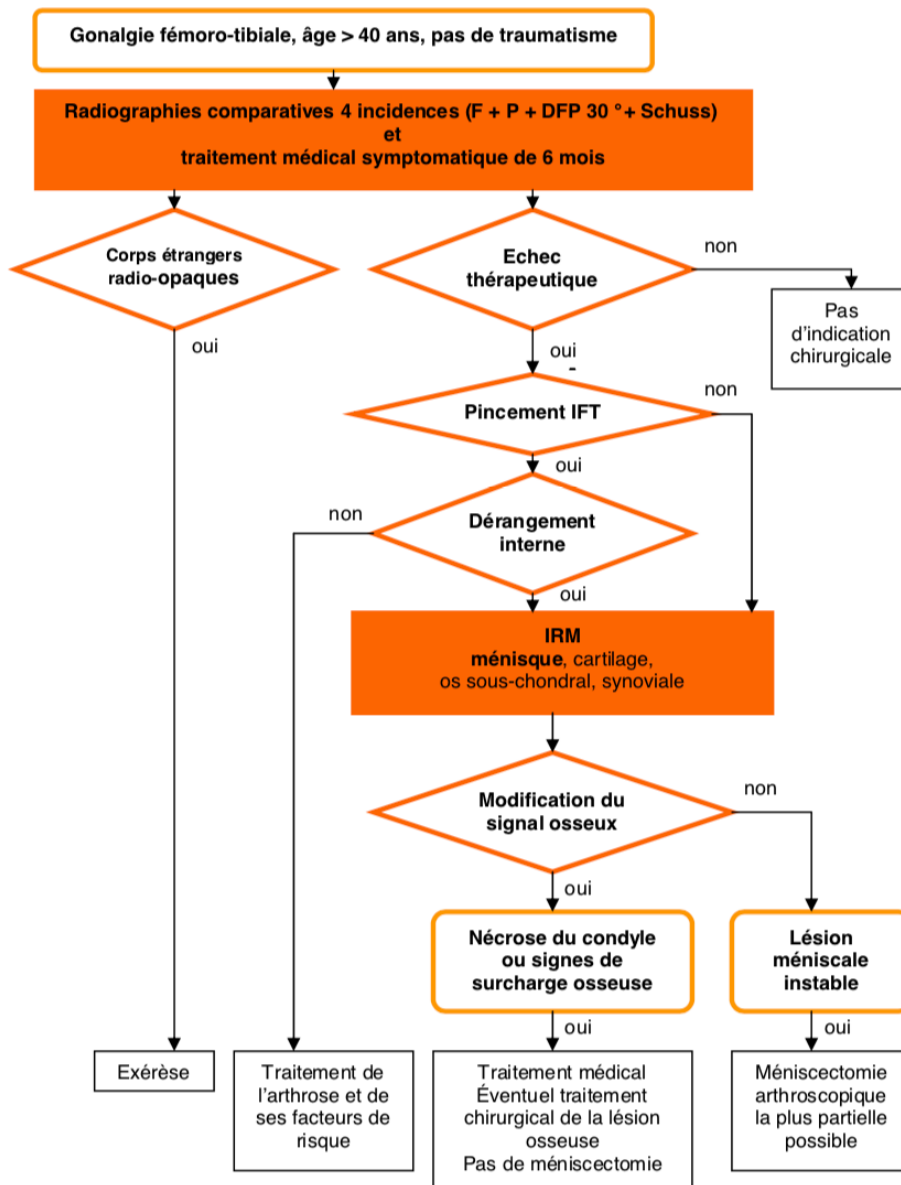 Gonalgie fémoro-tibiale, âge > 40 ans, pas de traumatisme
Radiographies comparatives 4 incidences (F + P + DFP 30 °+ Schuss)
et
traitement médical symptomatique de 6 mois
Corps étrangers
radio-opaques
Echec
thérapeutique
non
Pas
d'indication
chirurgicale
oui
oui
-
Pincement IFT
non
oui
non
Dérangement
interne
oui
IRM
ménisque, cartilage,
os sous-chondral, synoviale
Modification du
signal osseux
non
oui
Nécrose du condyle
ou signes de
surcharge osseuse
Lésion
méniscale
instable
oui
oui
Exérèse
Traitement de
l'arthrose et de
ses facteurs de
risque
Traitement médical
Éventuel traitement
chirurgical de la lésion
osseuse
Pas de méniscectomie
Méniscectomie
arthroscopique
la plus partielle
possible